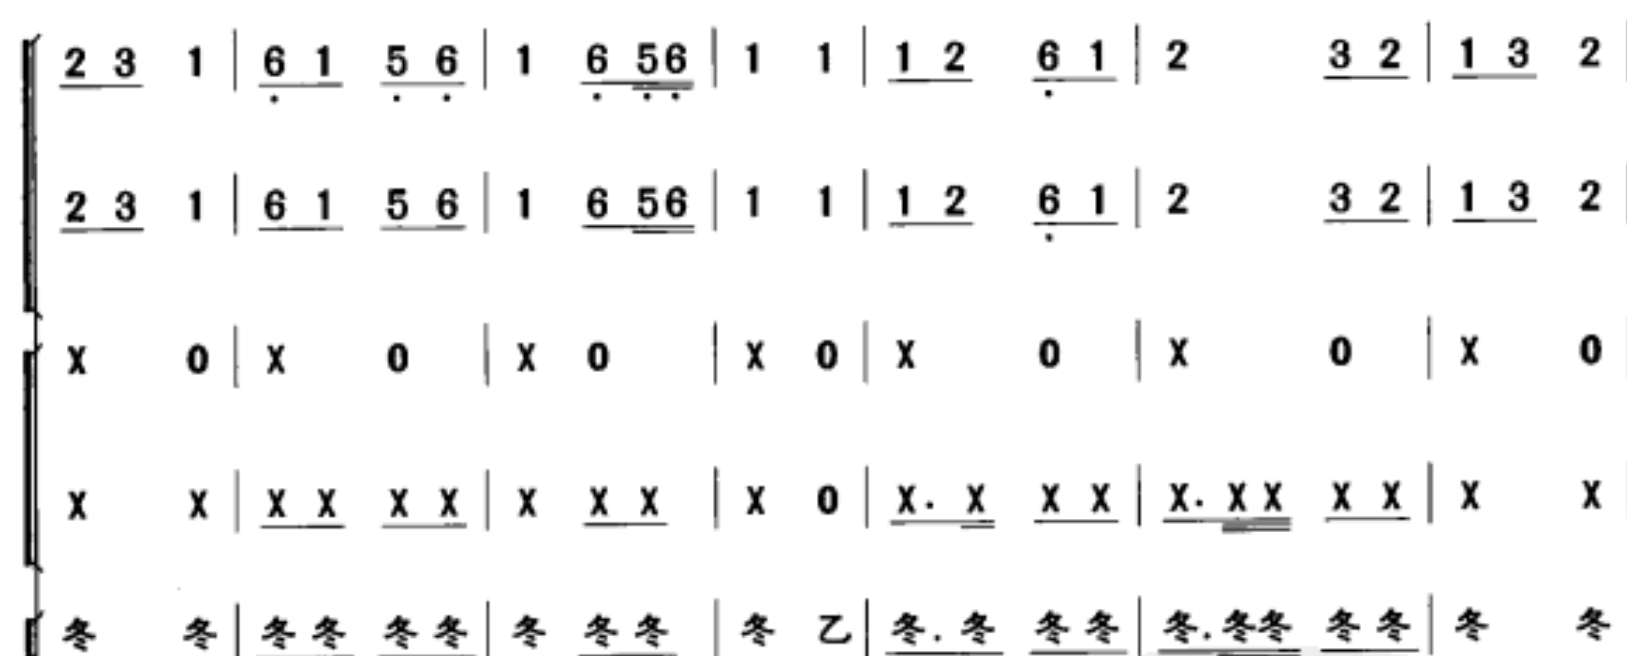 2 3 1 | 6 1 5 6 | 1 6 56 | 1 1 | 1 2 6 1 | 2 3 2 | 1 3 2
2 3 1 | 6 1 5 6 | 1 6 56 | 1 1 | 1 2 6 1 | 2 3 2 | 1 3 2
X 0 | X 0 | X 0 | X 0 | X 0 | X 0 | X 0
X X | X X X X | X X X | X 0 | X. X X X | X. X X X X | X X
冬 冬 | 冬 冬 冬 冬 | 冬 冬 冬 | 冬 乙 | 冬. 冬 冬 冬 | 冬. 冬冬 冬 冬 | 冬 冬